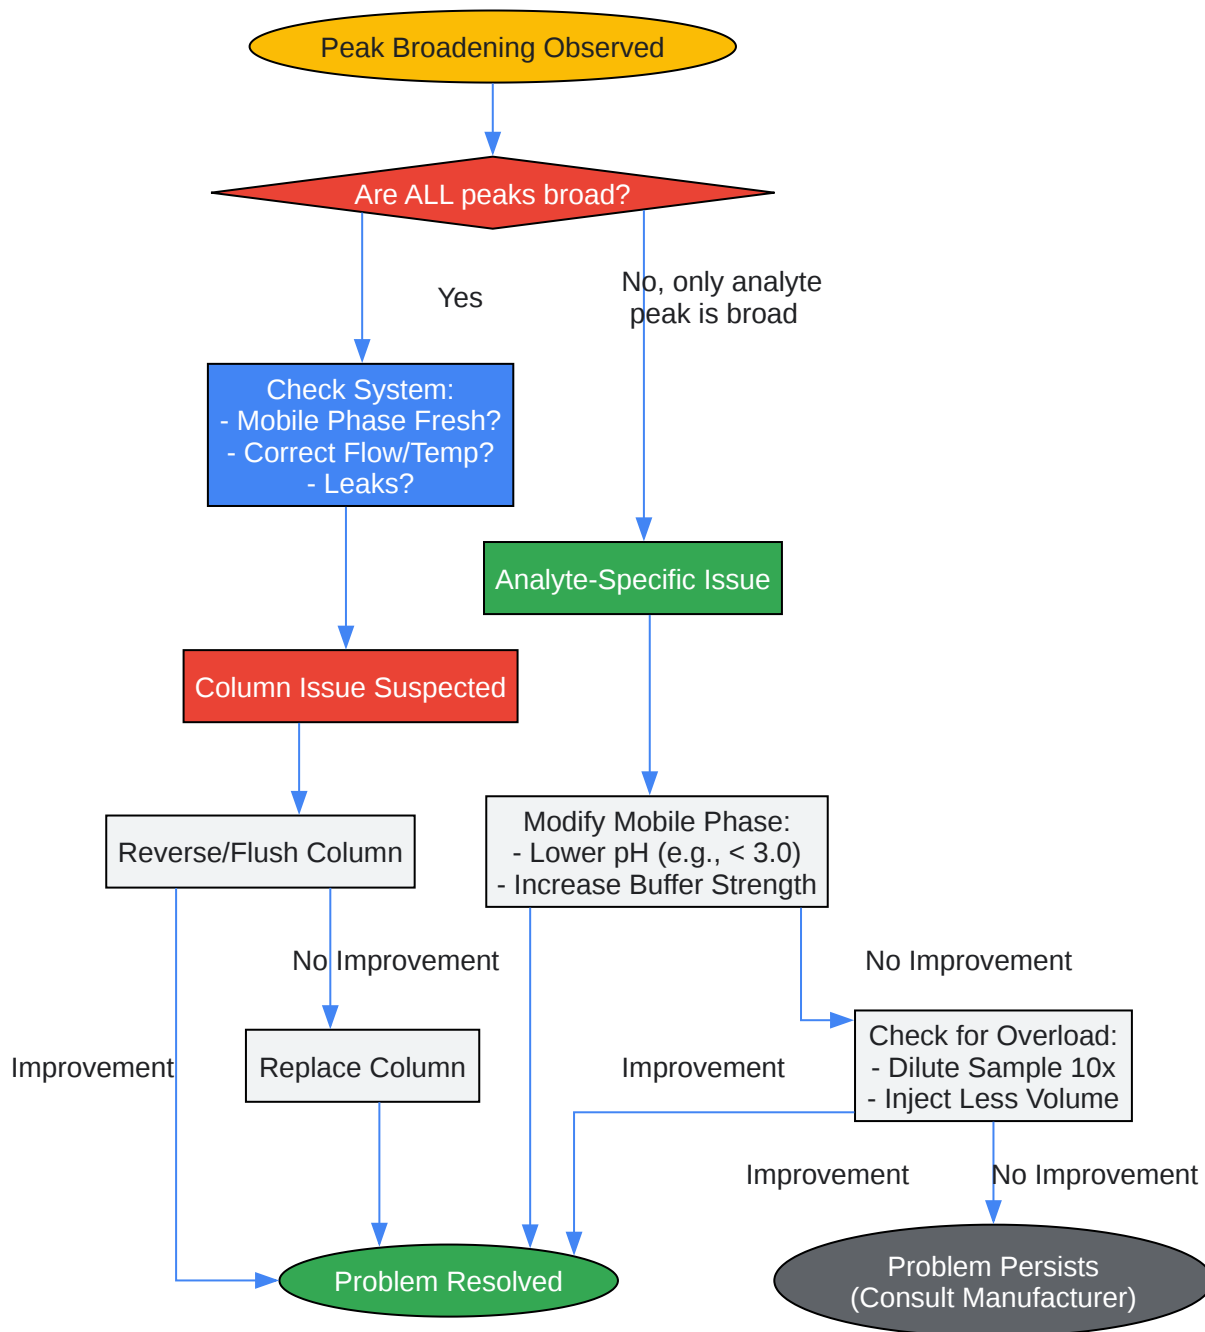 Peak Broadening Observed
Are ALL peaks broad?
Yes
No, only analyte
peak is broad
Check System:
- Mobile Phase Fresh?
- Correct Flow/Temp?
- Leaks?
Analyte-Specific Issue
Column Issue Suspected
Reverse/Flush Column
Modify Mobile Phase:
- Lower pH (e.g., < 3.0)
- Increase Buffer Strength
No Improvement
No Improvement
Improvement
Replace Column
Improvement
Check for Overload:
- Dilute Sample 10x
- Inject Less Volume
Improvement
No Improvement
Problem Resolved
Problem Persists
(Consult Manufacturer)